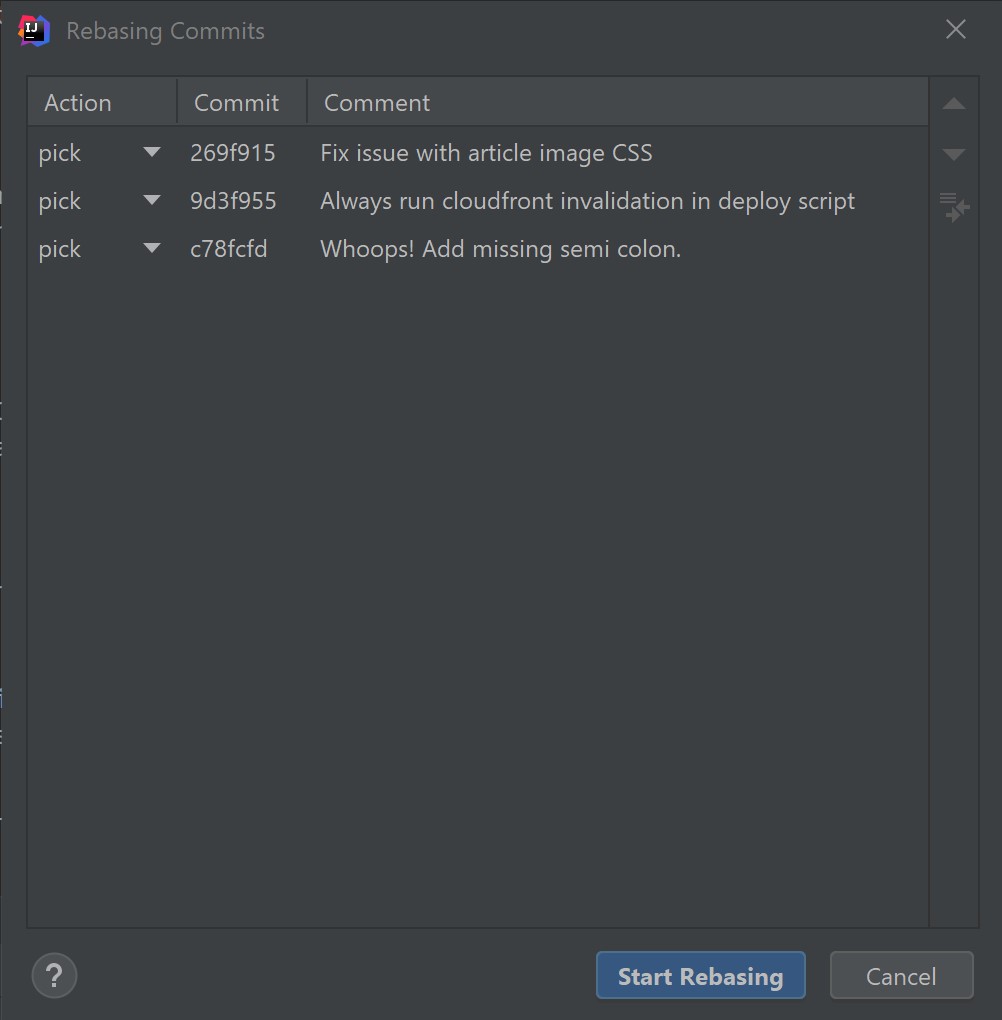 IJ Rebasing Commits
Action Commit Comment
pick 269f915 Fix issue with article image CSS
pick 9d3f955 Always run cloudfront invalidation in deploy script
pick c78fcfd Whoops! Add missing semi colon.
? Start Rebasing Cancel